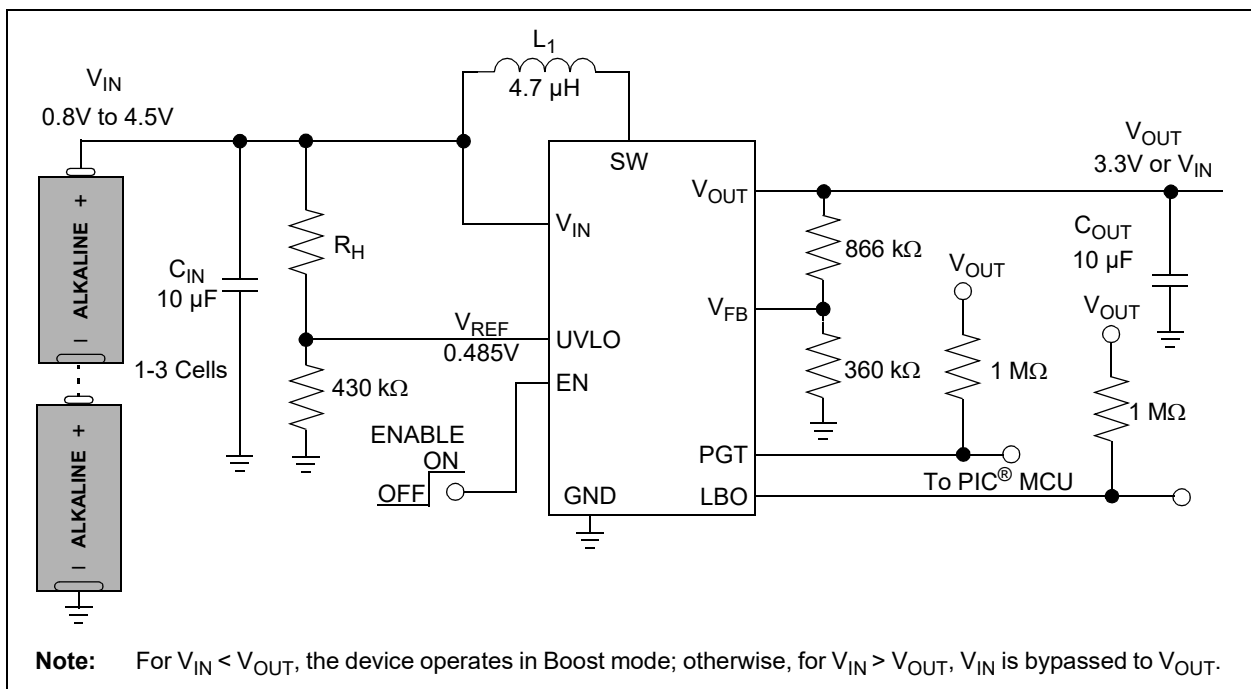 L1
4.7 µH
VIN
0.8V to 4.5V
SW
VOUT
3.3V or VIN
VOUT
+
ALKALINE
–
VIN
RH
CIN
10 µF
866 kΩ
COUT
10 µF
VOUT
VFB
VOUT
VREF
0.485V
UVLO
1-3 Cells
430 kΩ
EN
360 kΩ
1 MΩ
1 MΩ
+
ALKALINE
–
ENABLE
ON
OFF
PGT
To PIC® MCU
GND
LBO
Note: For VIN < VOUT, the device operates in Boost mode; otherwise, for VIN > VOUT, VIN is bypassed to VOUT.